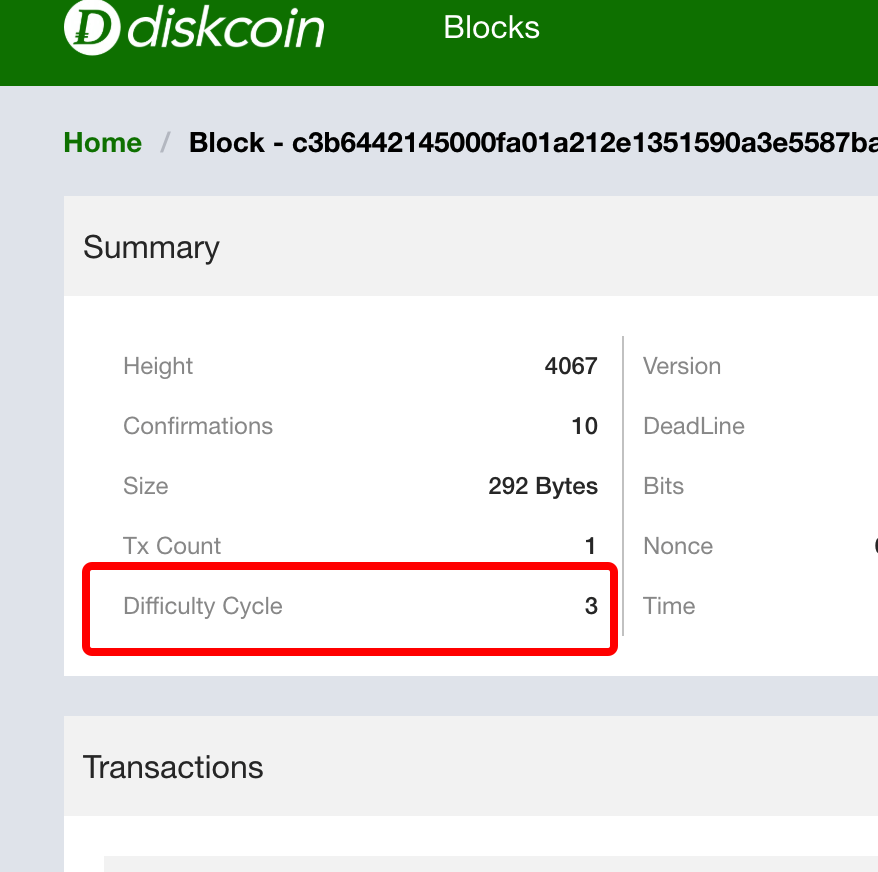 diskcoin Blocks
Home / Block - c3b6442145000fa01a212e1351590a3e5587ba
Summary
Height 4067 Version
Confirmations 10 DeadLine
Size 292 Bytes Bits
Tx Count 1 Nonce
Difficulty Cycle 3 Time
Transactions